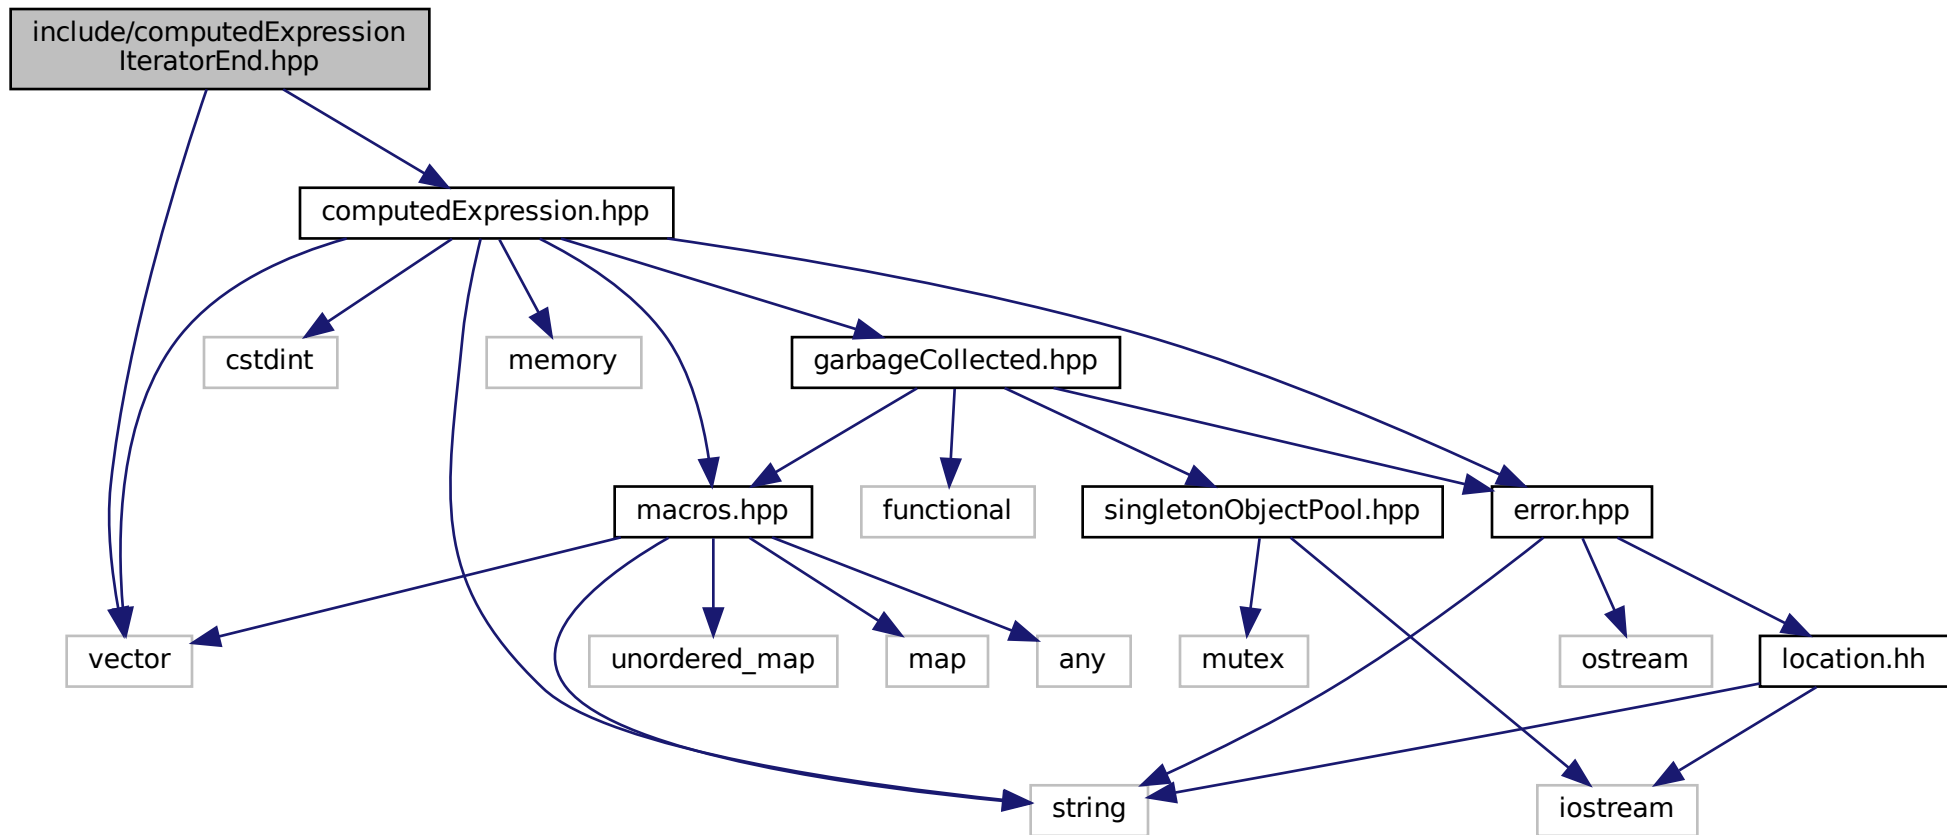 include/computedExpression
IteratorEnd.hpp
computedExpression.hpp
cstdint
memory
garbageCollected.hpp
macros.hpp
functional
singletonObjectPool.hpp
error.hpp
vector
unordered_map
map
any
mutex
ostream
location.hh
string
iostream